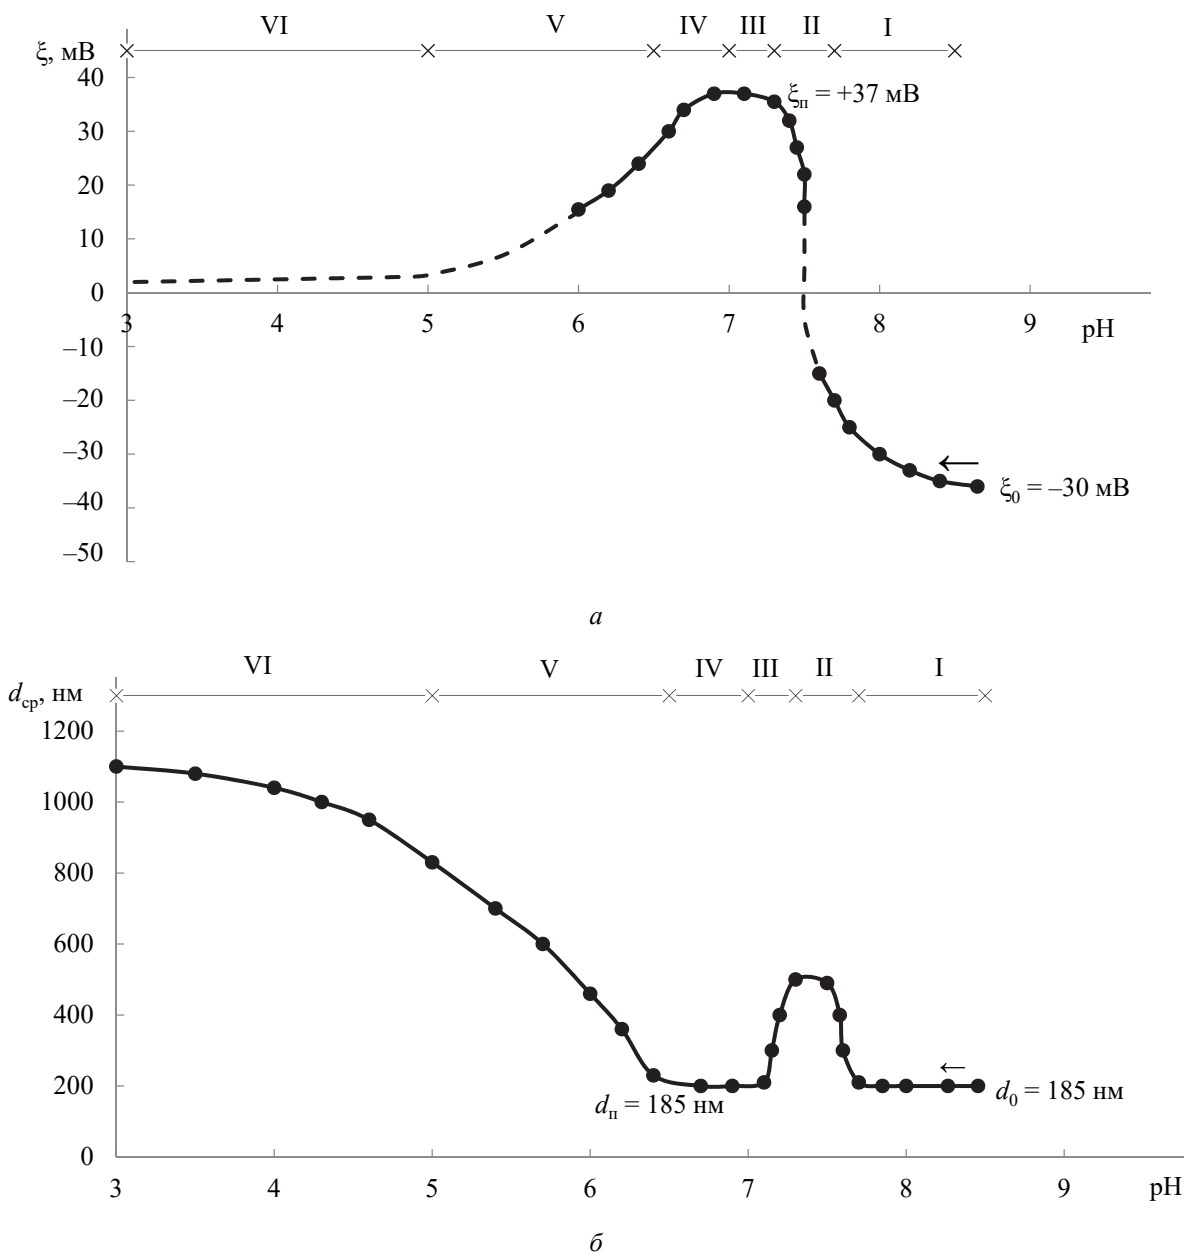 VI V IV III II I
ξ, мВ
40
ξп = +37 мВ
30
20
10
0
3 4 5 6 7 8 9 pH
–10
–20
–30
–40
ξ0 = –30 мВ
–50
а
VI V IV III II I
dср, нм
1200
1000
800
600
400
200
dп = 185 нм
d0 = 185 нм
0
3 4 5 6 7 8 9 pH
б